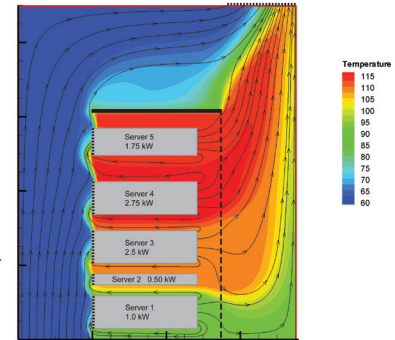 Temperature
115
110
105
100
95
90
85
80
75
70
65
60
Server 5
1.75 kW
Server 4
2.75 kW
Server 3
2.5 kW
Server 2 0.50 kW
Server 1
1.0 kW